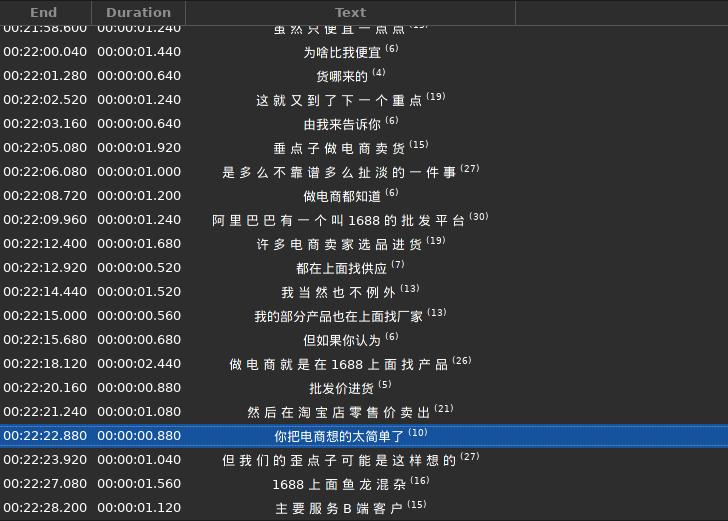 End Duration Text
00:21:58.600 00:00:01.240 虽 然 只 便 宜 一 点 点 (15)
00:22:00.040 00:00:01.440 为啥比我便宜 (6)
00:22:01.280 00:00:00.640 货哪来的 (4)
00:22:02.520 00:00:01.240 这 就 又 到 了 下 一 个 重 点 (19)
00:22:03.160 00:00:00.640 由我来告诉你 (6)
00:22:05.080 00:00:01.920 垂 点 子 做 电 商 卖 货 (15)
00:22:06.080 00:00:01.000 是 多 么 不 靠 谱 多 么 扯 淡 的 一 件 事 (27)
00:22:08.720 00:00:01.200 做电商都知道 (6)
00:22:09.960 00:00:01.240 阿 里 巴 巴 有 一 个 叫 1688 的 批 发 平 台 (30)
00:22:12.400 00:00:01.680 许 多 电 商 卖 家 选 品 进 货 (19)
00:22:12.920 00:00:00.520 都在上面找供应 (7)
00:22:14.440 00:00:01.520 我 当 然 也 不 例 外 (13)
00:22:15.000 00:00:00.560 我的部分产品也在上面找厂家 (13)
00:22:15.680 00:00:00.680 但如果你认为 (6)
00:22:18.120 00:00:02.440 做 电 商 就 是 在 1688 上 面 找 产 品 (26)
00:22:20.160 00:00:00.880 批发价进货 (5)
00:22:21.240 00:00:01.080 然 后 在 淘 宝 店 零 售 价 卖 出 (21)
00:22:22.880 00:00:00.880 你把电商想的太简单了 (10)
00:22:23.920 00:00:01.040 但 我 们 的 歪 点 子 可 能 是 这 样 想 的 (27)
00:22:27.080 00:00:01.560 1688 上 面 鱼 龙 混 杂 (16)
00:22:28.200 00:00:01.120 主 要 服 务 B 端 客 户 (15)